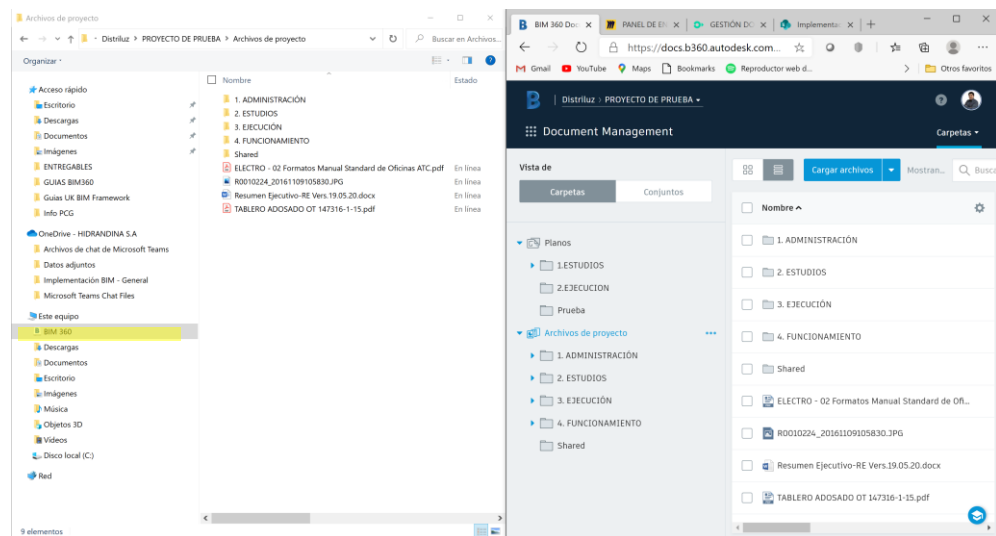 Archivos de proyecto
Distriluz > PROYECTO DE PRUEBA > Archivos de proyecto
Buscar en Archivos...
Organizar
Acceso rápido
Escritorio
Descargas
Documentos
Imágenes
ENTREGABLES
GUIAS BIM360
Guias UK BIM Framework
Info PCG
OneDrive - HIDRANDINA S.A
Archivos de chat de Microsoft Teams
Datos adjuntos
Implementación BIM - General
Microsoft Teams Chat Files
Este equipo
BIM 360
Descargas
Documentos
Escritorio
Imágenes
Música
Objetos 3D
Vídeos
Disco local (C:)
Red
9 elementos
Nombre Estado
1. ADMINISTRACIÓN
2. ESTUDIOS
3. EJECUCIÓN
4. FUNCIONAMIENTO
Shared
ELECTRO - 02 Formatos Manual Standard de Oficinas ATC.pdf En línea
R0010224_20161109105830.JPG En línea
Resumen Ejecutivo-RE Vers.19.05.20.docx En línea
TABLERO ADOSADO OT 147316-1-15.pdf En línea
BIM 360 Doc PANEL DE EN GESTIÓN DO Implementac
https://docs.b360.autodesk.com...
Gmail YouTube Maps Bookmarks Reproductor web d... Otros favoritos
Distriluz > PROYECTO DE PRUEBA
Document Management Carpetas
Vista de
Carpetas Conjuntos
Planos
1.ESTUDIOS
2.EJECUCION
Prueba
Archivos de proyecto
1. ADMINISTRACIÓN
2. ESTUDIOS
3. EJECUCIÓN
4. FUNCIONAMIENTO
Shared
Cargar archivos Mostran... Busca
Nombre
1. ADMINISTRACIÓN
2. ESTUDIOS
3. EJECUCIÓN
4. FUNCIONAMIENTO
Shared
ELECTRO - 02 Formatos Manual Standard de Ofi...
R0010224_20161109105830.JPG
Resumen Ejecutivo-RE Vers.19.05.20.docx
TABLERO ADOSADO OT 147316-1-15.pdf